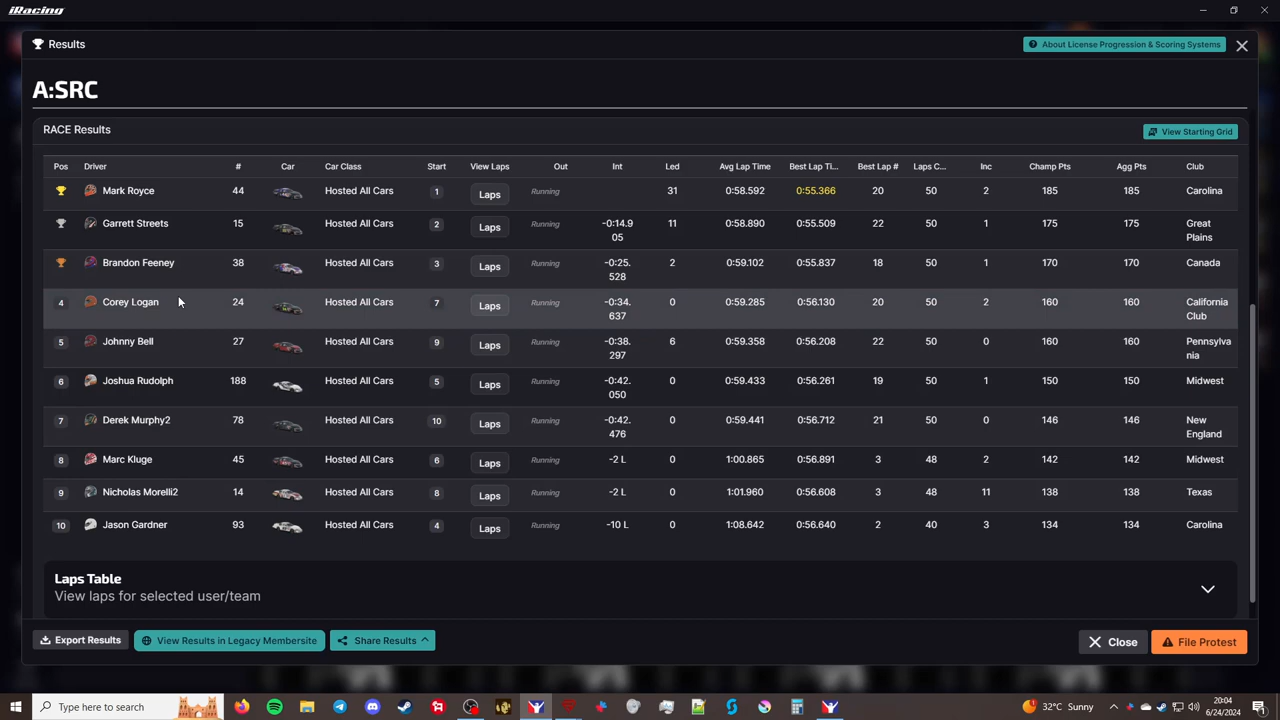 iRacing
Results
About License Progression & Scoring Systems
A:SRC
RACE Results
View Starting Grid
Pos Driver # Car Car Class Start View Laps Out Int Led Avg Lap Time Best Lap Ti... Best Lap # Laps C... Inc Champ Pts Agg Pts Club
Mark Royce 44 Hosted All Cars 1 Laps Running 31 0:58.592 0:55.366 20 50 2 185 185 Carolina
Garrett Streets 15 Hosted All Cars 2 Laps Running -0:14.9 11 0:58.890 0:55.509 22 50 1 175 175 Great
05 Plains
Brandon Feeney 38 Hosted All Cars 3 Laps Running -0:25. 2 0:59.102 0:55.837 18 50 1 170 170 Canada
528
4 Corey Logan 24 Hosted All Cars 7 Laps Running -0:34. 0 0:59.285 0:56.130 20 50 2 160 160 California
637 Club
5 Johnny Bell 27 Hosted All Cars 9 Laps Running -0:38. 6 0:59.358 0:56.208 22 50 0 160 160 Pennsylva
297 nia
6 Joshua Rudolph 188 Hosted All Cars 5 Laps Running -0:42. 0 0:59.433 0:56.261 19 50 1 150 150 Midwest
050
7 Derek Murphy2 78 Hosted All Cars 10 Laps Running -0:42. 0 0:59.441 0:56.712 21 50 0 146 146 New
476 England
8 Marc Kluge 45 Hosted All Cars 6 Laps Running -2 L 0 1:00.865 0:56.891 3 48 2 142 142 Midwest
9 Nicholas Morelli2 14 Hosted All Cars 8 Laps Running -2 L 0 1:01.960 0:56.608 3 48 11 138 138 Texas
10 Jason Gardner 93 Hosted All Cars 4 Laps Running -10 L 0 1:08.642 0:56.640 2 40 3 134 134 Carolina
Laps Table
View laps for selected user/team
Export Results View Results in Legacy Membersite Share Results Close File Protest
Type here to search
32°C Sunny
20:04
6/24/2024